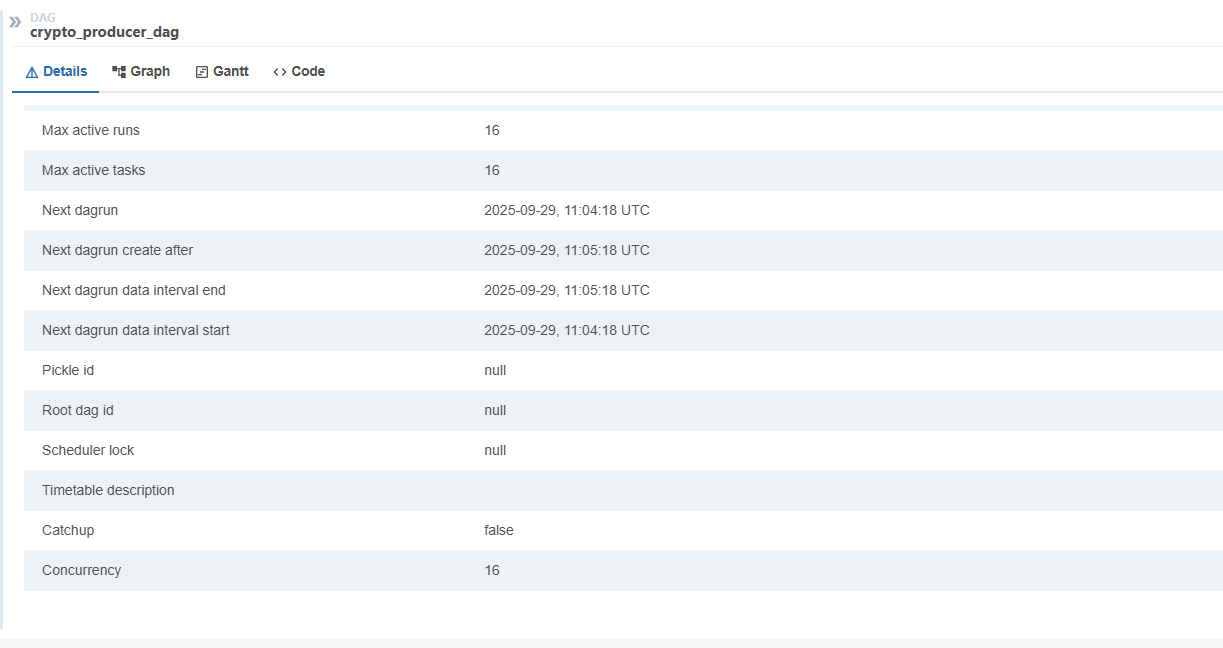 DAG
crypto_producer_dag
Details Graph Gantt Code
Max active runs 16
Max active tasks 16
Next dagrun 2025-09-29, 11:04:18 UTC
Next dagrun create after 2025-09-29, 11:05:18 UTC
Next dagrun data interval end 2025-09-29, 11:05:18 UTC
Next dagrun data interval start 2025-09-29, 11:04:18 UTC
Pickle id null
Root dag id null
Scheduler lock null
Timetable description
Catchup false
Concurrency 16